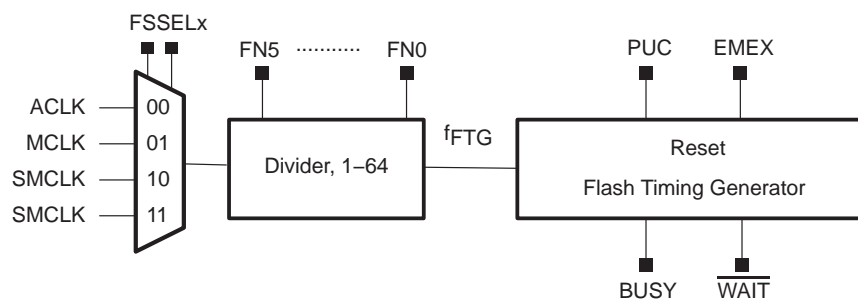 FSSELx
FN5 ........... FN0
PUC EMEX
ACLK 00
MCLK 01
SMCLK 10
SMCLK 11
Divider, 1–64
fFTG
Reset
Flash Timing Generator
BUSY WAIT